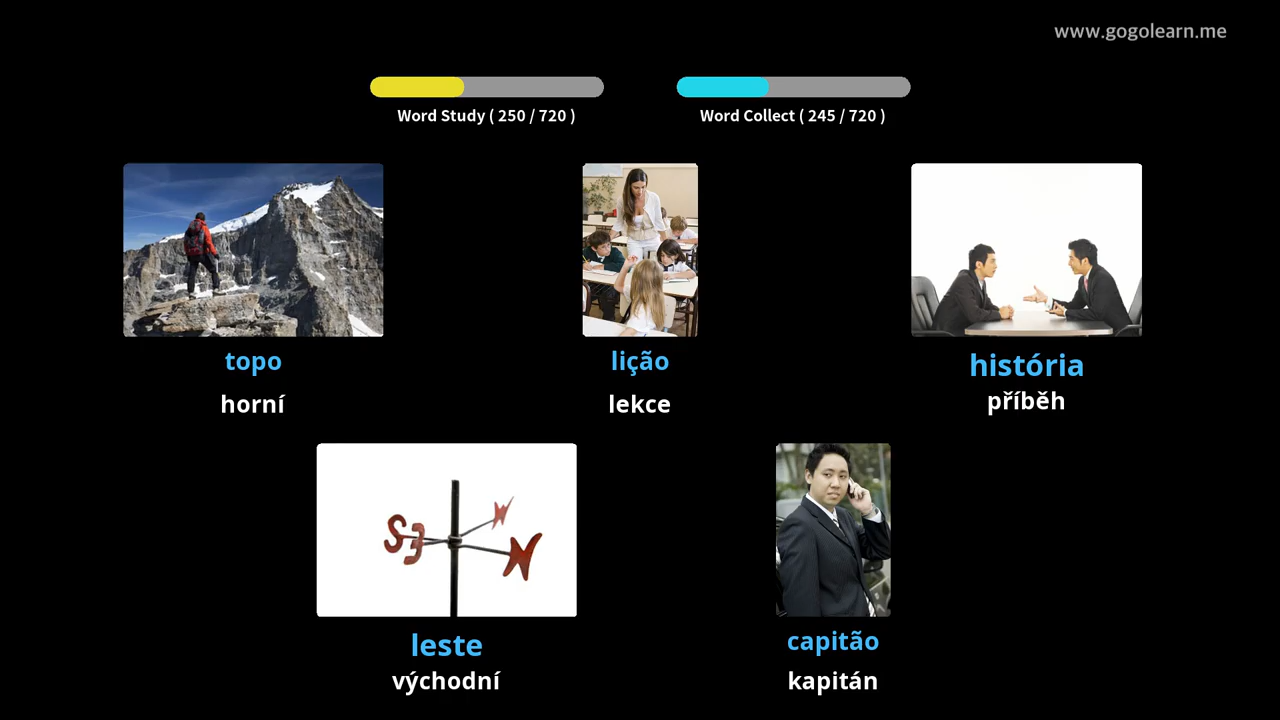 www.gogolearn.me
Word Study ( 250 / 720 )
Word Collect ( 245 / 720 )
topo
horní
lição
lekce
história
příběh
S
E
N
leste
východní
capitão
kapitán